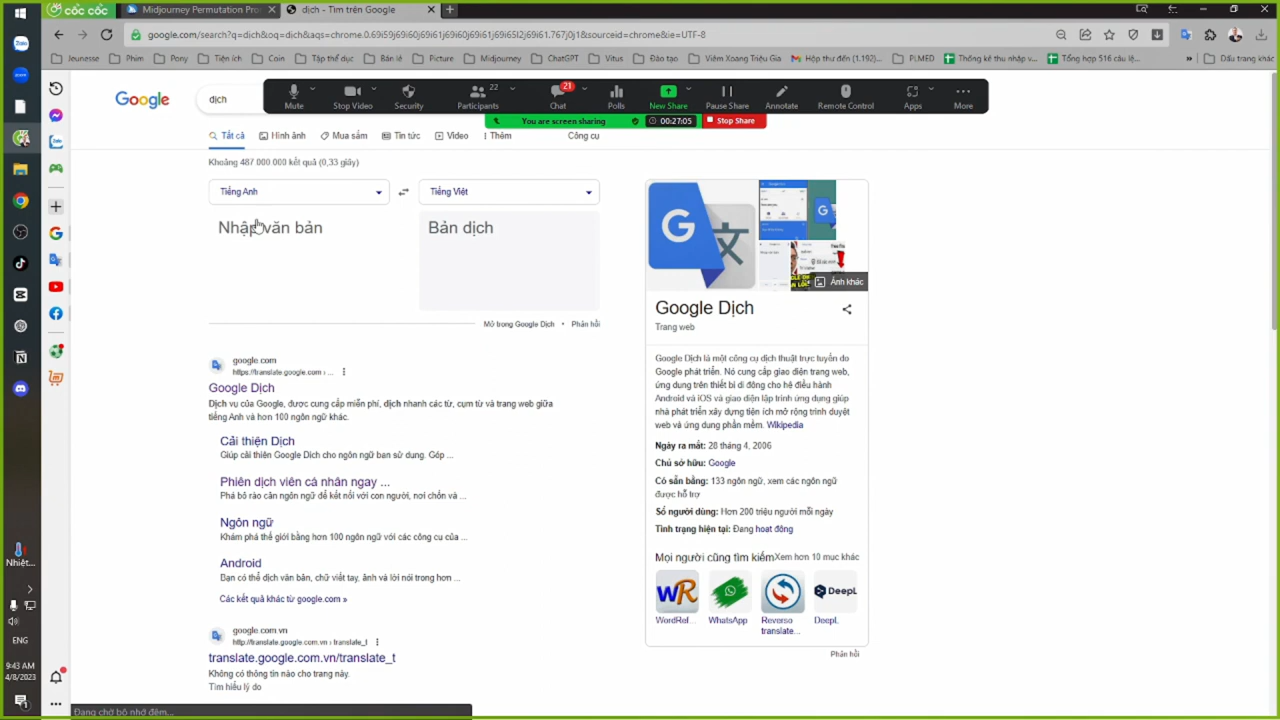 cốc cốc
Midjourney Permutation Pro
dịch - Tìm trên Google
google.com/search?q=dich&oq=dich&aqs=chrome.0.69i59j69i60j69i61j69i60j69i61j69i65l2j69i61.767j0j1&sourceid=chrome&ie=UTF-8
Jeunesse
Phim
Pony
Tiện ích
Coin
Tập thể dục
Bán lẻ
Picture
Midjourney
ChatGPT
Vitus
Đào tạo
Viêm Xoang Triệu Gia
Hộp thư đến (1.192)...
PLMED
Thống kê thu nhập v...
Tổng hợp 516 câu lệ...
Dấu trang khác
Google
dịch
Mute
Stop Video
Security
22
Participants
21
Chat
Polls
New Share
Pause Share
Annotate
Remote Control
Apps
More
You are screen sharing
00:27:05
Stop Share
Tất cả
Hình ảnh
Mua sắm
Tin tức
Video
Thêm
Công cụ
Khoảng 487 000 000 kết quả (0,33 giây)
Tiếng Anh
Tiếng Việt
Nhập văn bản
Bản dịch
Mở trong Google Dịch • Phản hồi
google.com
https://translate.google.com › ...
Google Dịch
Dịch vụ của Google, được cung cấp miễn phí, dịch nhanh các từ, cụm từ và trang web giữa
tiếng Anh và hơn 100 ngôn ngữ khác.
Cải thiện Dịch
Giúp cải thiện Google Dịch cho ngôn ngữ bạn sử dụng. Góp ...
Phiên dịch viên cá nhân ngay ...
Phá bỏ rào cản ngôn ngữ để kết nối với con người, nơi chốn và ...
Ngôn ngữ
Khám phá thế giới bằng hơn 100 ngôn ngữ với các công cụ của ...
Android
Bạn có thể dịch văn bản, chữ viết tay, ảnh và lời nói trong hơn ...
Các kết quả khác từ google.com »
google.com.vn
http://translate.google.com.vn › translate_t
translate.google.com.vn/translate_t
Không có thông tin nào cho trang này.
Tìm hiểu lý do
Ảnh khác
Google Dịch
Trang web
Google Dịch là một công cụ dịch thuật trực tuyến do
Google phát triển. Nó cung cấp giao diện trang web,
ứng dụng trên thiết bị di động cho hệ điều hành
Android và iOS và giao diện lập trình ứng dụng giúp
nhà phát triển xây dựng tiện ích mở rộng trình duyệt
web và ứng dụng phần mềm. Wikipedia
Ngày ra mắt: 28 tháng 4, 2006
Chủ sở hữu: Google
Có sẵn bằng: 133 ngôn ngữ, xem các ngôn ngữ
được hỗ trợ
Số người dùng: Hơn 200 triệu người mỗi ngày
Tình trạng hiện tại: Đang hoạt động
Mọi người cũng tìm kiếm
Xem hơn 10 mục khác
WordRef...
WhatsApp
Reverso
translate...
DeepL
DeepL
Phản hồi
Nhiệt...
ENG
9:43 AM
4/8/2023
Đang chờ bộ nhớ đệm...